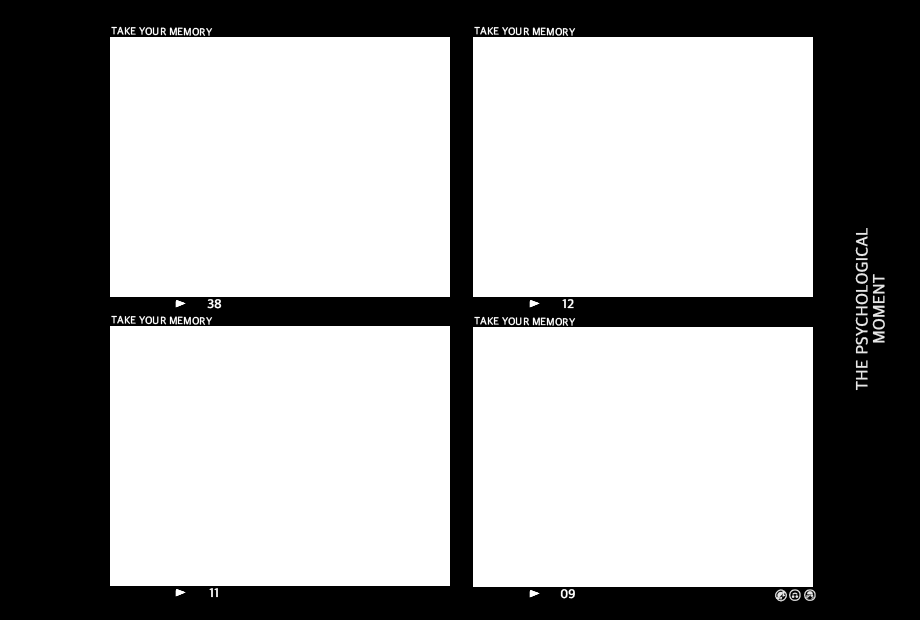 TAKE YOUR MEMORY
TAKE YOUR MEMORY
38
12
TAKE YOUR MEMORY
TAKE YOUR MEMORY
11
09
THE PSYCHOLOGICAL
MOMENT